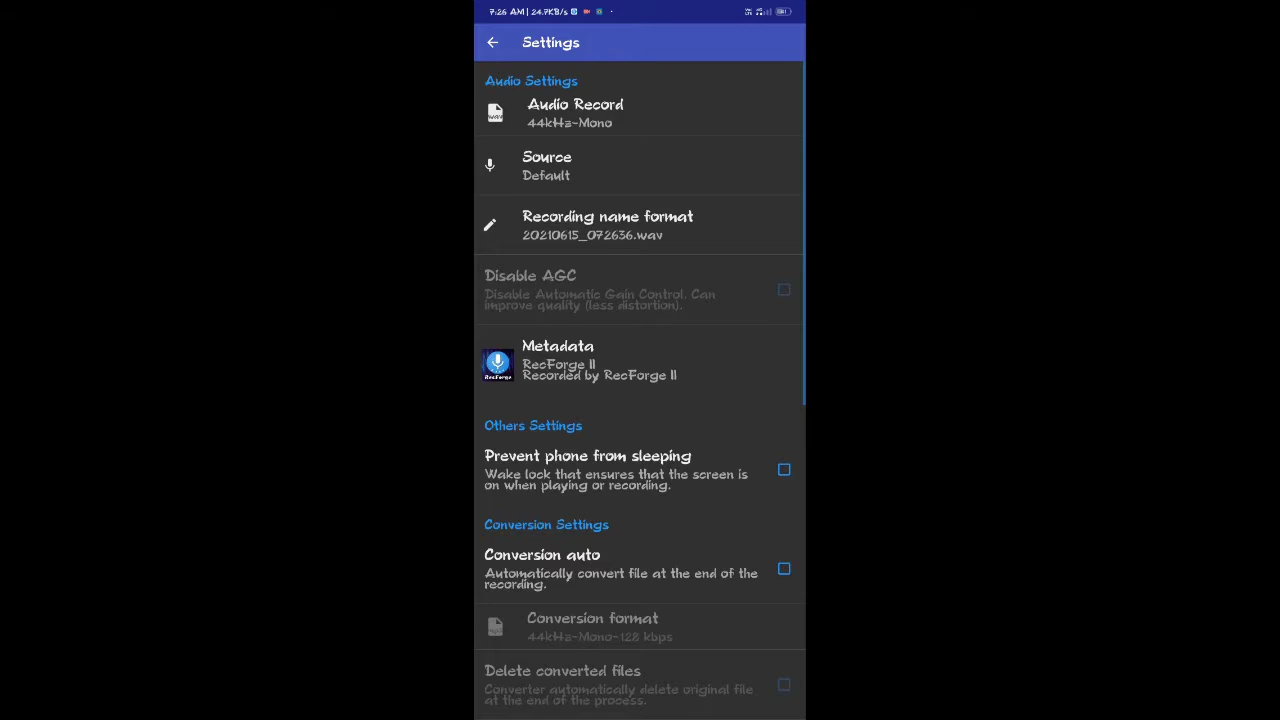 7:26 AM | 24.7KB/s
Settings
Audio Settings
Audio Record
44kHz-Mono
Source
Default
Recording name format
20210615_072636.wav
Disable AGC
Disable Automatic Gain Control. Can
improve quality (less distortion).
Metadata
RecForge II
Recorded by RecForge II
RecForge
Others Settings
Prevent phone from sleeping
Wake lock that ensures that the screen is
on when playing or recording.
Conversion Settings
Conversion auto
Automatically convert file at the end of the
recording.
Conversion format
44kHz-Mono-128 kbps
Delete converted files
Converter automatically delete original file
at the end of the process.